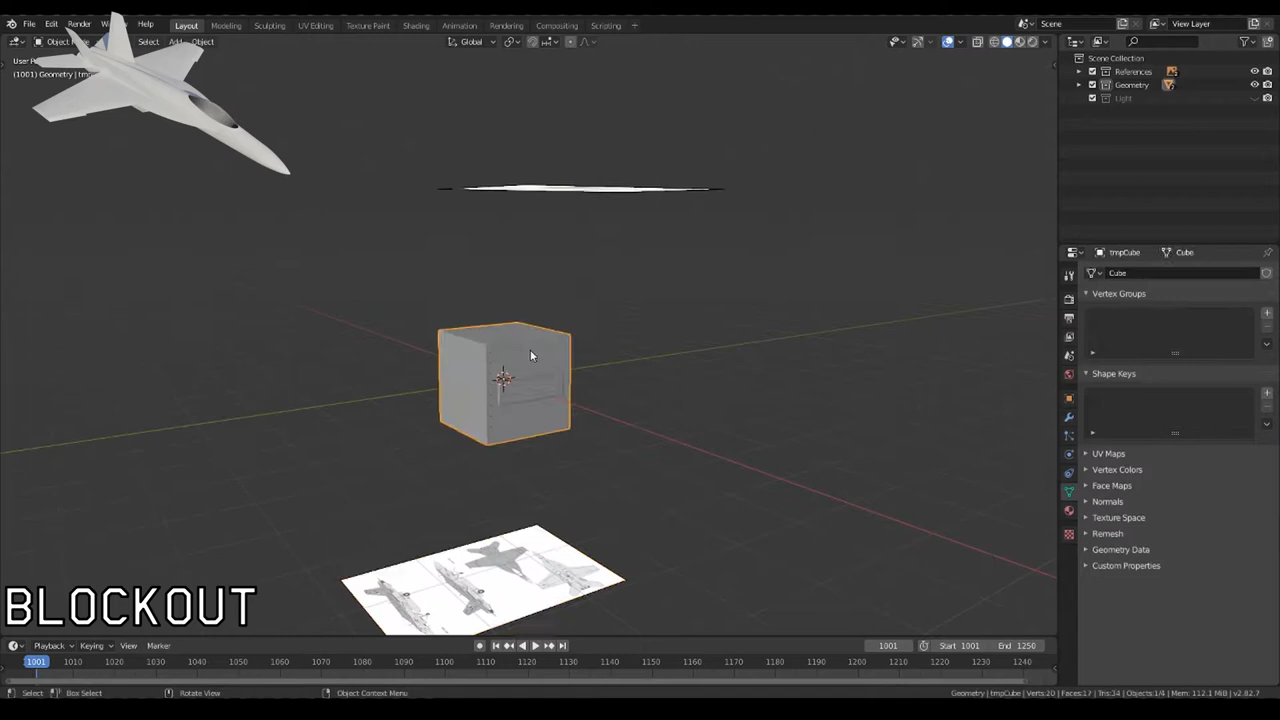 File Edit Render Help Layout Modeling Sculpting UV Editing Texture Paint Shading Animation Rendering Compositing Scripting + Scene View Layer
Object Select Object Global
(1001) Geometry |
Scene Collection
References
Geometry
Light
tmpCube Cube
Cube
Vertex Groups
Shape Keys
UV Maps
Vertex Colors
Face Maps
Normals
Texture Space
Remesh
Geometry Data
Custom Properties
BLOCKOUT
Playback Keying View Marker 1001 Start 1001 End 1250
1001 1010 1020 1030 1040 1050 1060 1070 1080 1090 1100 1110 1120 1130 1140 1150 1160 1170 1180 1190 1200 1210 1220 1230 1240
Select Box Select Rotate View Object Context Menu Geometry | tmpCube | Verts:20 | Faces:17 | Tris:34 | Objects:1/4 | Mem: 112.1 MiB | v2.82.7